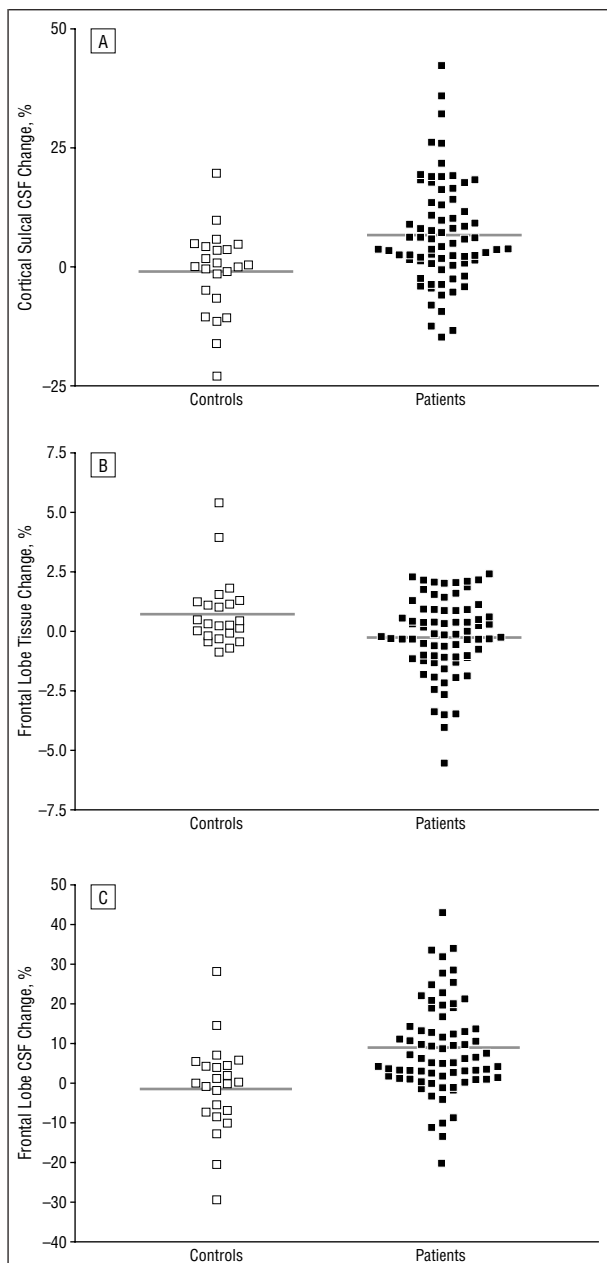 A
50
25
0
–25
Cortical Sulcal CSF Change, %
Controls Patients
B
7.5
5.0
2.5
0.0
–2.5
–5.0
–7.5
Frontal Lobe Tissue Change, %
Controls Patients
C
50
40
30
20
10
0
–10
–20
–30
–40
Frontal Lobe CSF Change, %
Controls Patients